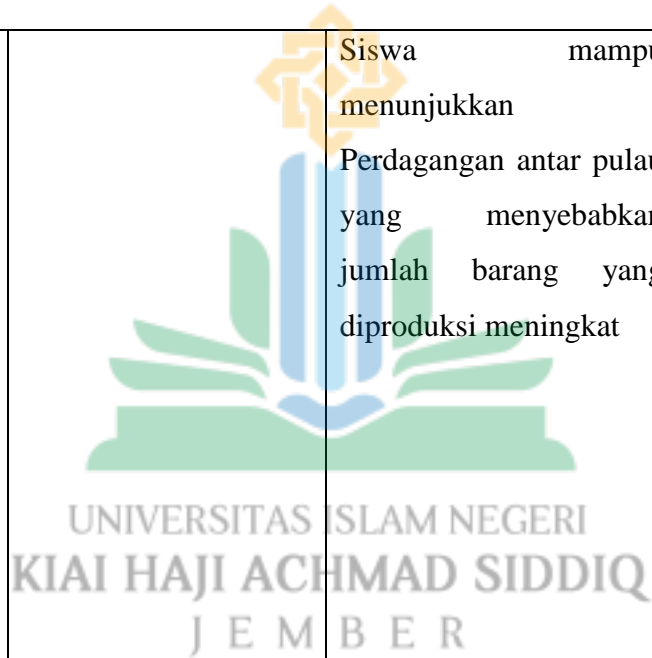 Siswa mampu
menunjukkan
Perdagangan antar pulau
yang menyebabkan
jumlah barang yang
diproduksi meningkat
UNIVERSITAS ISLAM NEGERI
KIAI HAJI ACHMAD SIDDIQ
JEMBER